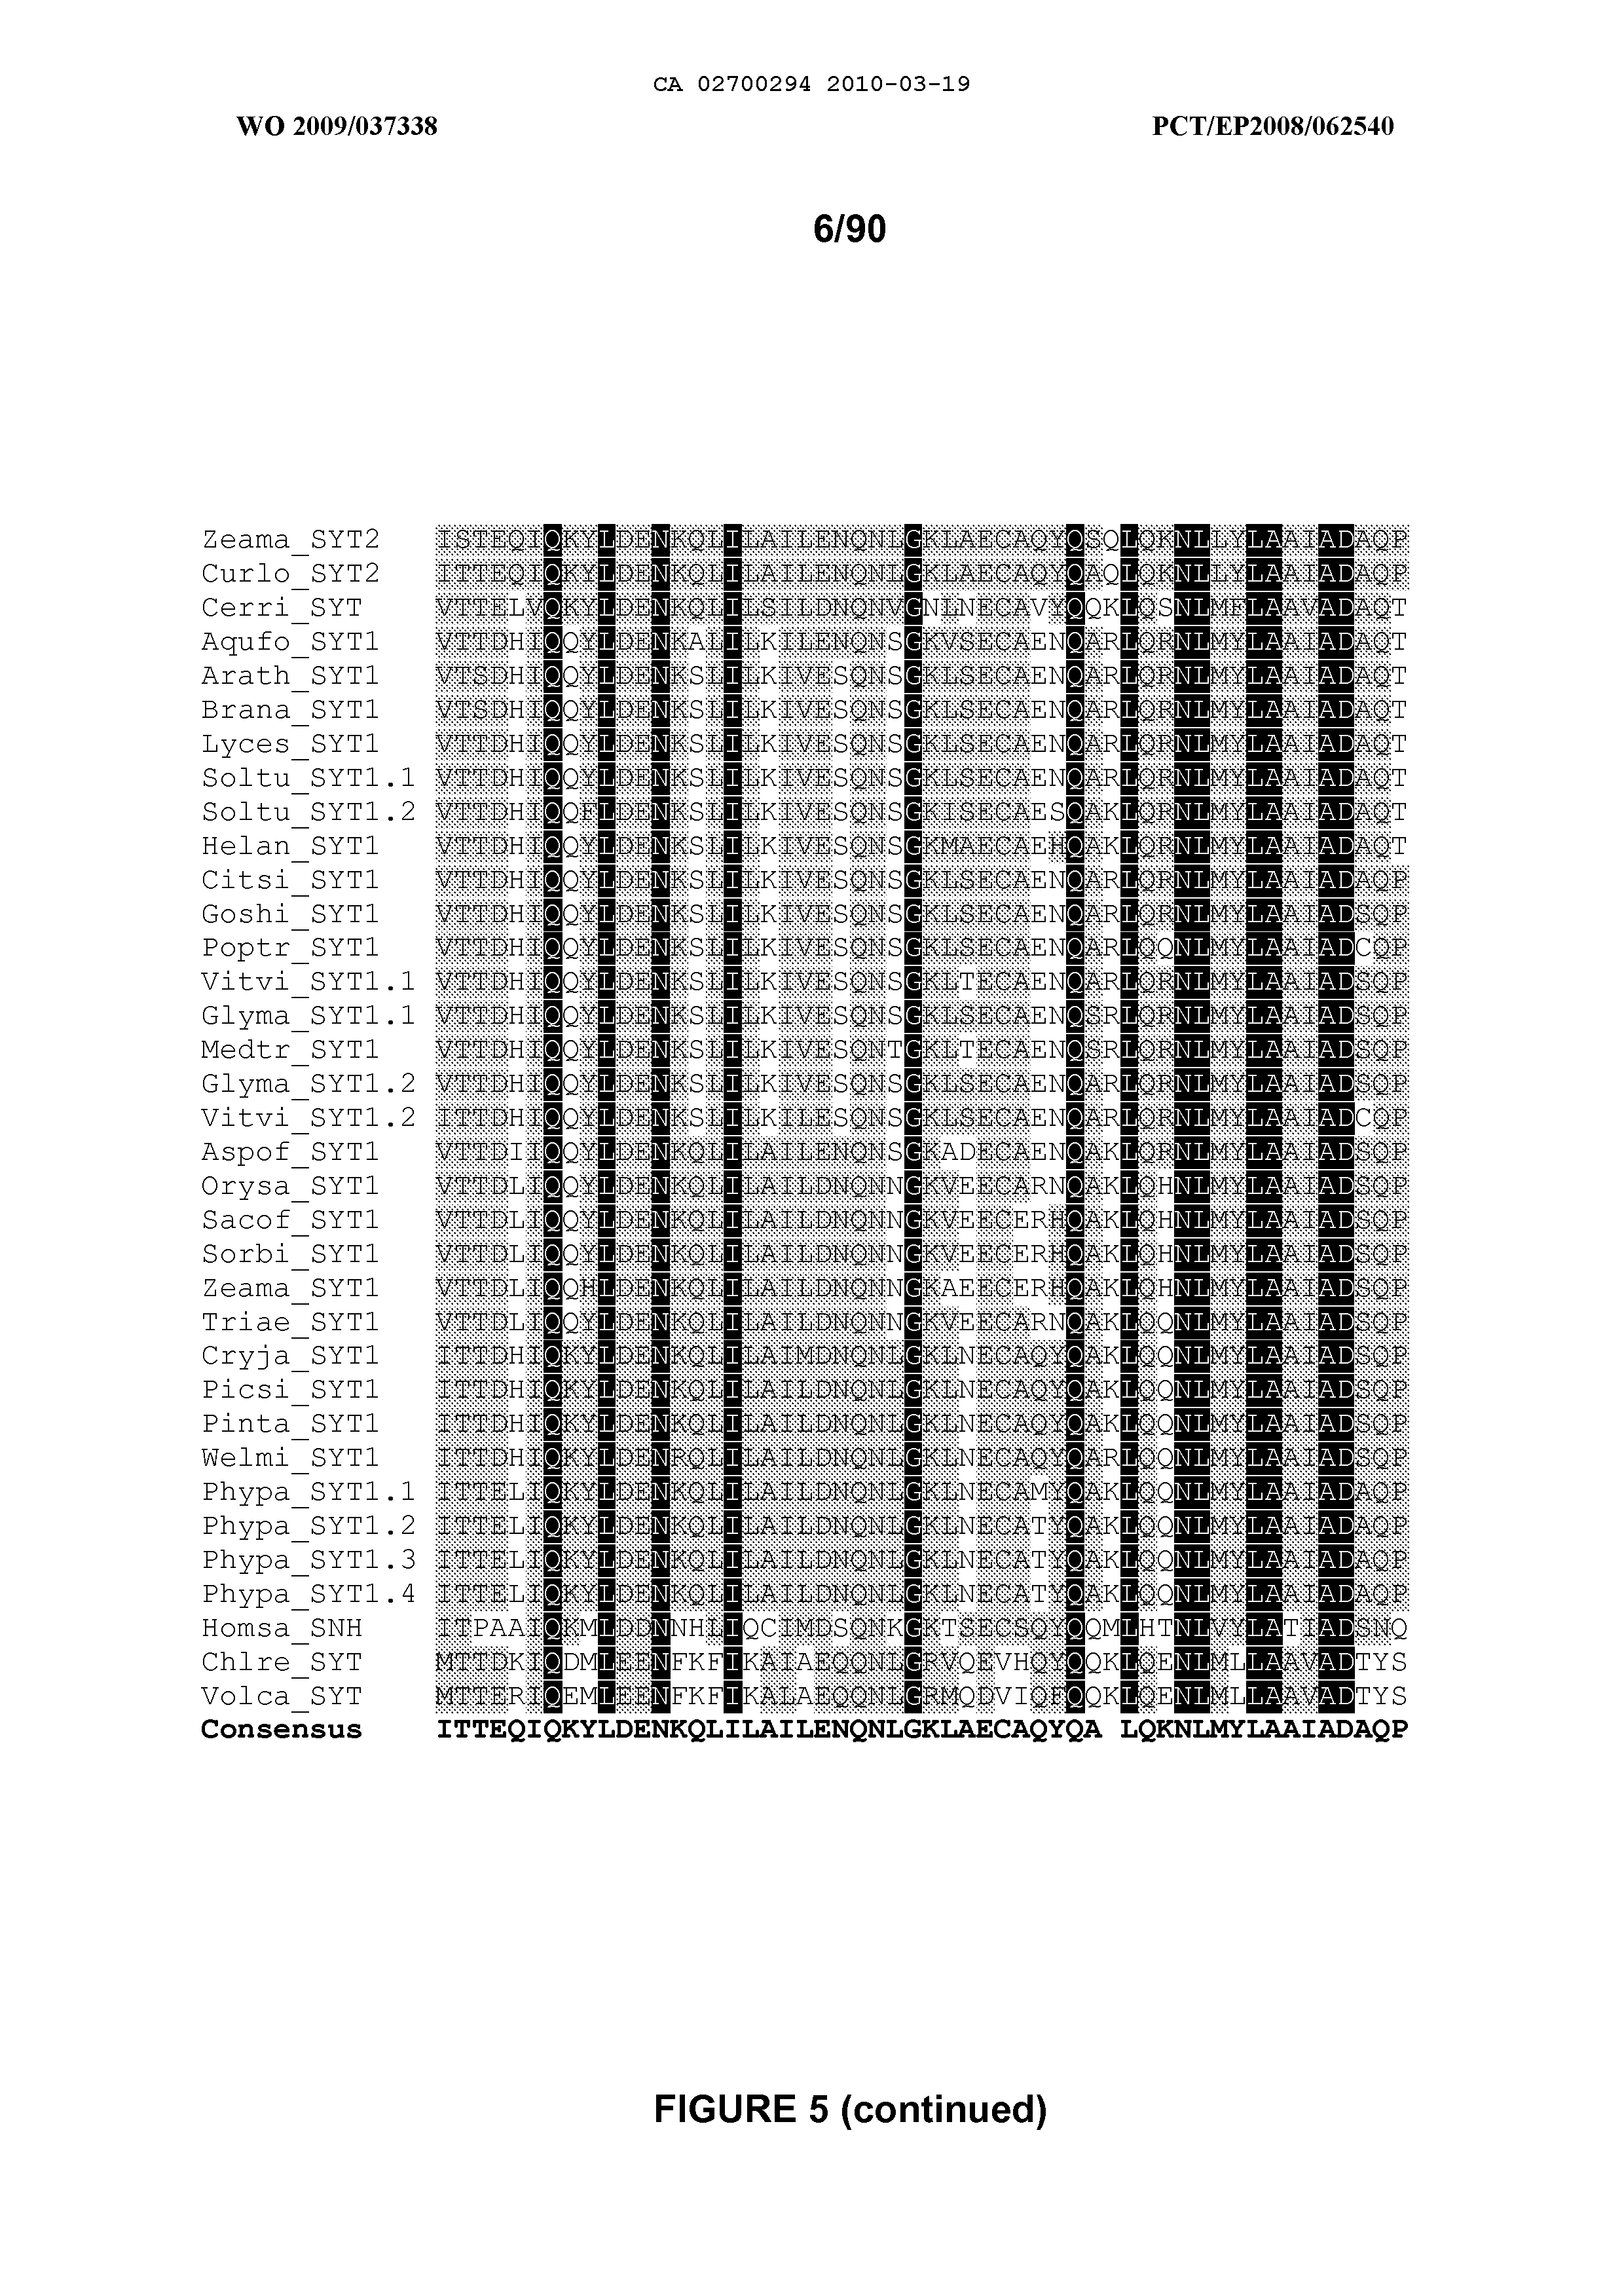 CA 02700294 2010-03-19
WO 2009/037338 PCT/EP2008/062540
6/90
Zeama_SYT2 ISTEQIQKYLDENKQLILAILENQNLGKLAECAQYQSQLQKNLLYLAAIADAQP
Curlo_SYT2 ITTEQIQKYLDENKQLILAILENQNLGKLAECAQYQAQLQKNLLYLAAIADAQP
Cerri_SYT VTTELVQKYLDENKQLILSILDNQNVGNLNECAVYQQKLQSNLMFLAAVADAQT
Aqufo_SYT1 VTTDHIQQYLDENKALILKILENQNSGKVSECAENQARLQRNLMYLAAIADAQT
Arath_SYT1 VTSDHIQQYLDENKSLILKIVESQNSGKLSECAENQARLQRNLMYLAAIADAQT
Brana_SYT1 VTSDHIQQYLDENKSLILKIVESQNSGKLSECAENQARLQRNLMYLAAIADAQT
Lyces_SYT1 VTTDHIQQYLDENKSLILKIVESQNSGKLSECAENQARLQRNLMYLAAIADAQT
Soltu_SYT1.1 VTTDHIQQYLDENKSLILKIVESQNSGKLSECAENQARLQRNLMYLAAIADAQT
Soltu_SYT1.2 VTTDHIQQFLDENKSLILKIVESQNSGKISECAESQAKLQRNLMYLAAIADAQT
Helan_SYT1 VTTDHIQQYLDENKSLILKIVESQNSGKMAECAEHQAKLQRNLMYLAAIADAQT
Citsi_SYT1 VTTDHIQQYLDENKSLILKIVESQNSGKLSECAENQARLQRNLMYLAAIADAQP
Goshi_SYT1 VTTDHIQQYLDENKSLILKIVESQNSGKLSECAENQARLQRNLMYLAAIADSQP
Poptr_SYT1 VTTDHIQQYLDENKSLILKIVESQNSGKLSECAENQARLQQNLMYLAAIADCQP
Vitvi_SYT1.1 VTTDHIQQYLDENKSLILKIVESQNSGKLTECAENQARLQRNLMYLAAIADSQP
Glyma_SYT1.1 VTTDHIQQYLDENKSLILKIVESQNSGKLSECAENQSRLQRNLMYLAAIADSQP
Medtr_SYT1 VTTDHIQQYLDENKSLILKIVESQNTGKLTECAENQSRLQRNLMYLAAIADSQP
Glyma_SYT1.2 VTTDHIQQYLDENKSLILKIVESQNSGKLSECAENQARLQRNLMYLAAIADSQP
Vitvi_SYT1.2 ITTDHIQQYLDENKSLILKILESQNSGKLSECAENQARLQRNLMYLAAIADCQP
Aspof_SYT1 VTTDIIQQYLDENKQLILAILENQNSGKADECAENQAKLQRNLMYLAAIADSQP
Orysa_SYT1 VTTDLIQQYLDENKQLILAILDNQNNGKVEECARNQAKLQHNLMYLAAIADSQP
Sacof_SYT1 VTTDLIQQYLDENKQLILAILDNQNNGKVEECERHQAKLQHNLMYLAAIADSQP
Sorbi_SYT1 VTTDLIQQYLDENKQLILAILDNQNNGKVEECERHQAKLQHNLMYLAAIADSQP
Zeama_SYT1 VTTDLIQQHLDENKQLILAILDNQNNGKAEECERHQAKLQHNLMYLAAIADSQP
Triae_SYT1 VTTDLIQQYLDENKQLILAILDNQNNGKVEECARNQAKLQQNLMYLAAIADSQP
Cryja_SYT1 ITTDHIQKYLDENKQLILAIMDNQNLGKLNECAQYQAKLQQNLMYLAAIADSQP
Picsi_SYT1 ITTDHIQKYLDENKQLILAILDNQNLGKLNECAQYQAKLQQNLMYLAAIADSQP
Pinta_SYT1 ITTDHIQKYLDENKQLILAILDNQNLGKLNECAQYQAKLQQNLMYLAAIADSQP
Welmi_SYT1 ITTDHIQKYLDENRQLILAILDNQNLGKLNECAQYQARLQQNLMYLAAIADSQP
Phypa_SYT1.1 ITTELIQKYLDENKQLILAILDNQNLGKLNECAMYQAKLQQNLMYLAAIADAQP
Phypa_SYT1.2 ITTELIQKYLDENKQLILAILDNQNLGKLNECATYQAKLQQNLMYLAAIADAQP
Phypa_SYT1.3 ITTELIQKYLDENKQLILAILDNQNLGKLNECATYQAKLQQNLMYLAAIADAQP
Phypa_SYT1.4 ITTELIQKYLDENKQLILAILDNQNLGKLNECATYQAKLQQNLMYLAAIADAQP
Homsa_SNH ITPAAIQKMLDDNNHLIQCIMDSQNKGKTSECSQYQQMLHTNLVYLATIADSNQ
Chlre_SYT MTTDKIQDMLEENFKFIKAIAEQQNLGRVQEVHQYQQKLQENLMLLAAVADTYS
Volca_SYT MTTERIQEMLEENFKFIKALAEQQNLGRMQDVIQFQQKLQENLMLLAAVADTYS
Consensus ITTEQIQKYLDENKQLILAILENQNLGKLAECAQYQA LQKNLMYLAAIADAQP
FIGURE 5 (continued)